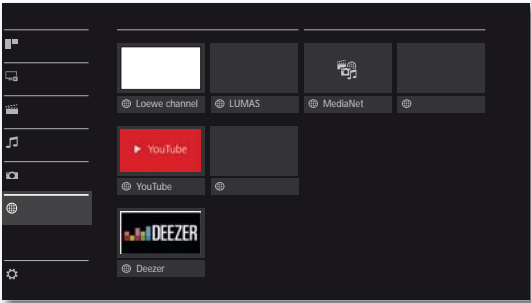 Loewe channel
LUMAS
MediaNet
YouTube
YouTube
DEEZER
Deezer